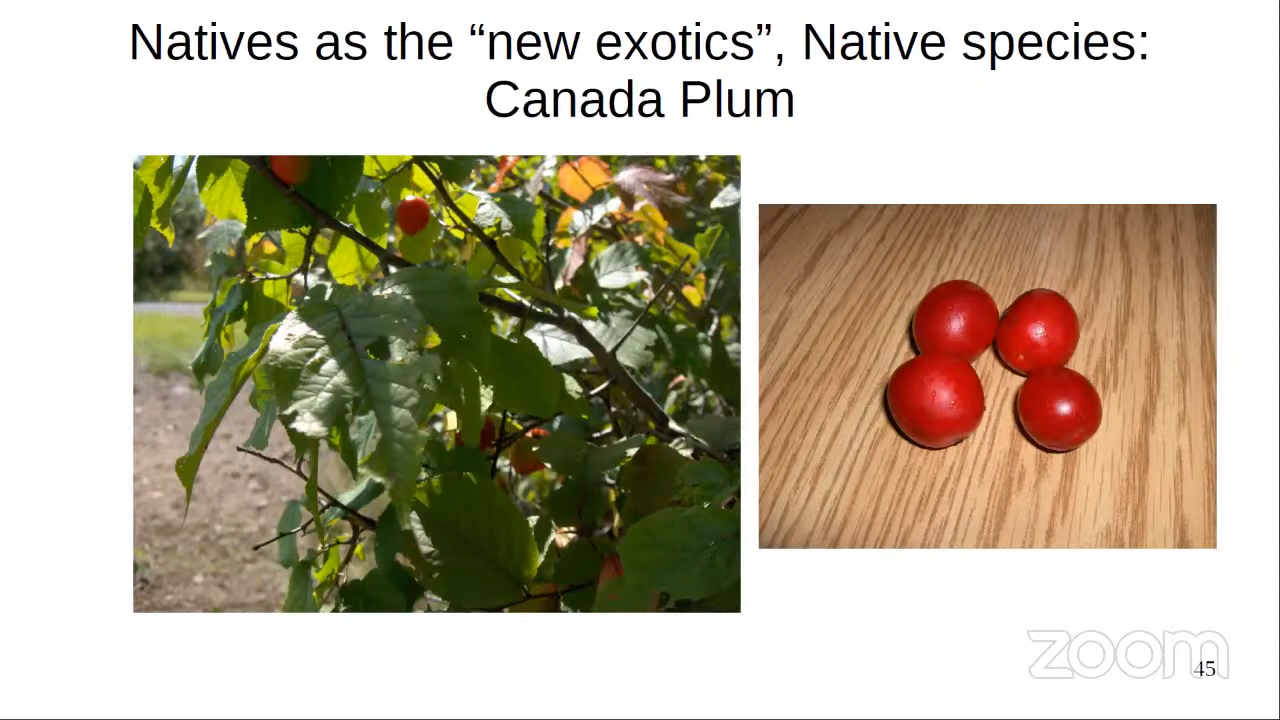 Natives as the “new exotics”, Native species:
Canada Plum
zoom
45